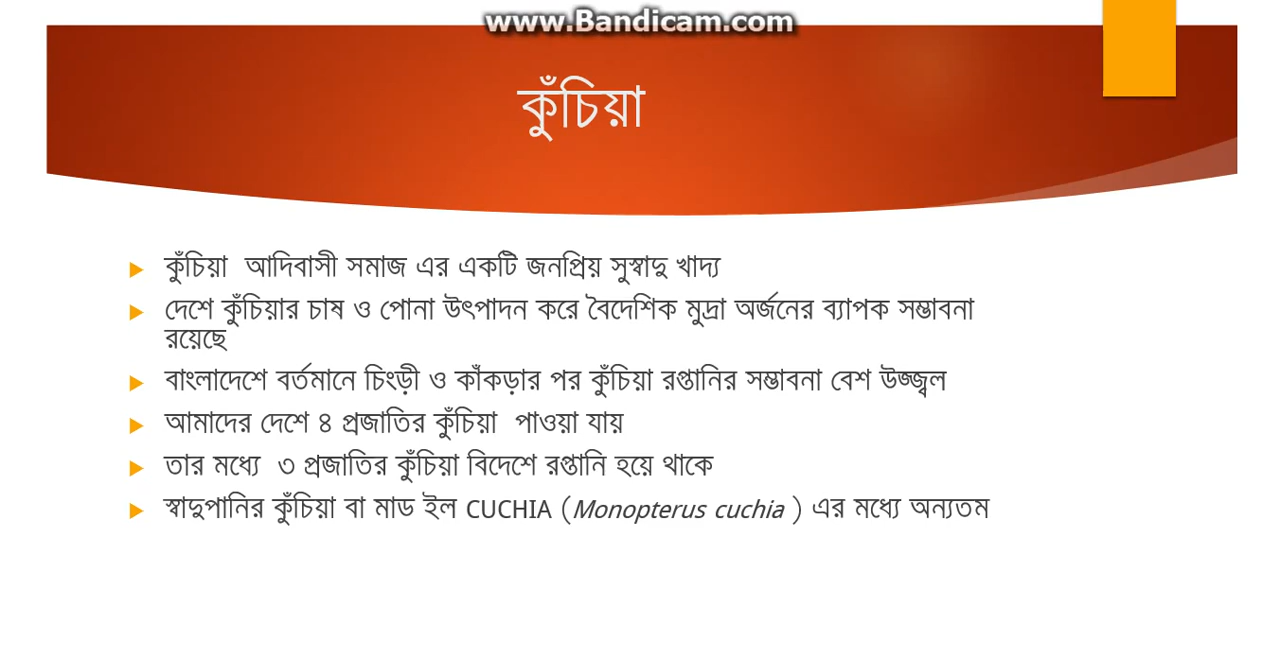 www.Bandicam.com
কুঁচিয়া
কুঁচিয়া আদিবাসী সমাজ এর একটি জনপ্রিয় সুস্বাদু খাদ্য
দেশে কুঁচিয়ার চাষ ও পোনা উৎপাদন করে বৈদেশিক মুদ্রা অর্জনের ব্যাপক সম্ভাবনা
রয়েছে
বাংলাদেশে বর্তমানে চিংড়ী ও কাঁকড়ার পর কুঁচিয়া রপ্তানির সম্ভাবনা বেশ উজ্জ্বল
আমাদের দেশে ৪ প্রজাতির কুঁচিয়া পাওয়া যায়
তার মধ্যে ৩ প্রজাতির কুঁচিয়া বিদেশে রপ্তানি হয়ে থাকে
স্বাদুপানির কুঁচিয়া বা মাড ইল CUCHIA (Monopterus cuchia ) এর মধ্যে অন্যতম